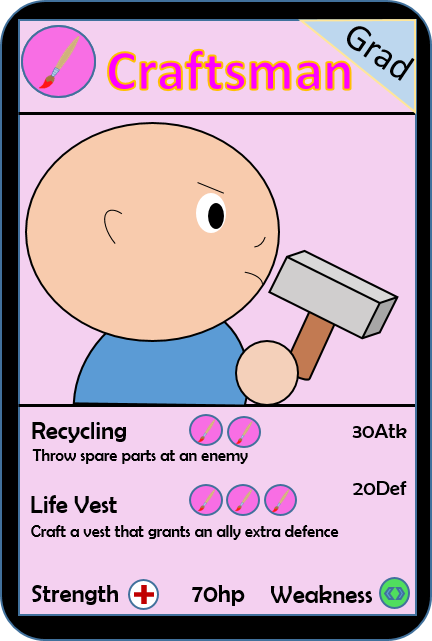 Craftsman
Grad
Recycling 30Atk
Throw spare parts at an enemy
Life Vest 20Def
Craft a vest that grants an ally extra defence
Strength 70hp Weakness